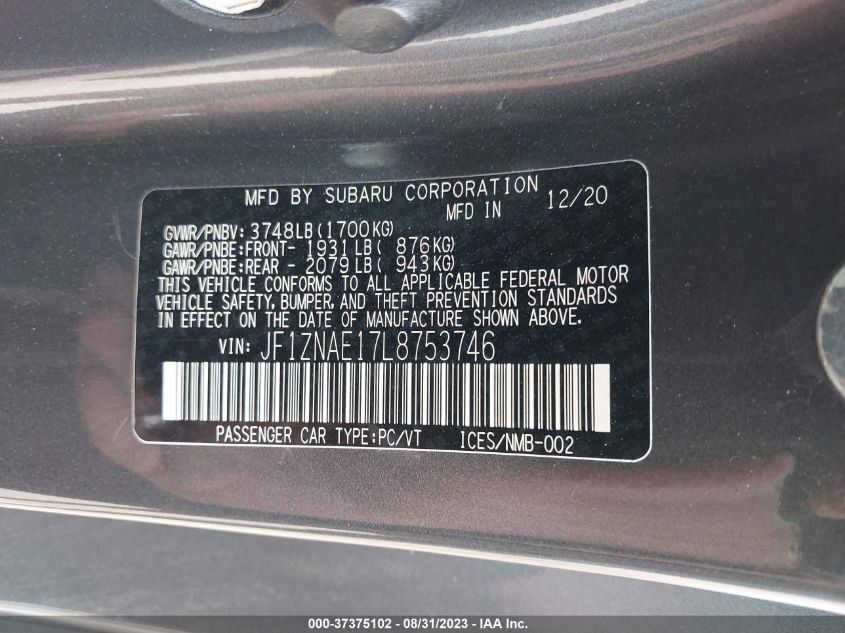 MFD BY SUBARU CORPORATION
MFD IN 12/20
GVWR/PNBV: 3748LB(1700KG)
GAWR/PNBE:FRONT- 1931LB( 876KG)
GAWR/PNBE:REAR - 2079LB( 943KG)
THIS VEHICLE CONFORMS TO ALL APPLICABLE FEDERAL MOTOR
VEHICLE SAFETY, BUMPER, AND THEFT PREVENTION STANDARDS
IN EFFECT ON THE DATE OF MANUFACTURE SHOWN ABOVE.
VIN: JF1ZNAE17L8753746
PASSENGER CAR TYPE:PC/VT ICES/NMB-002
000-37375102 - 08/31/2023 - IAA Inc.